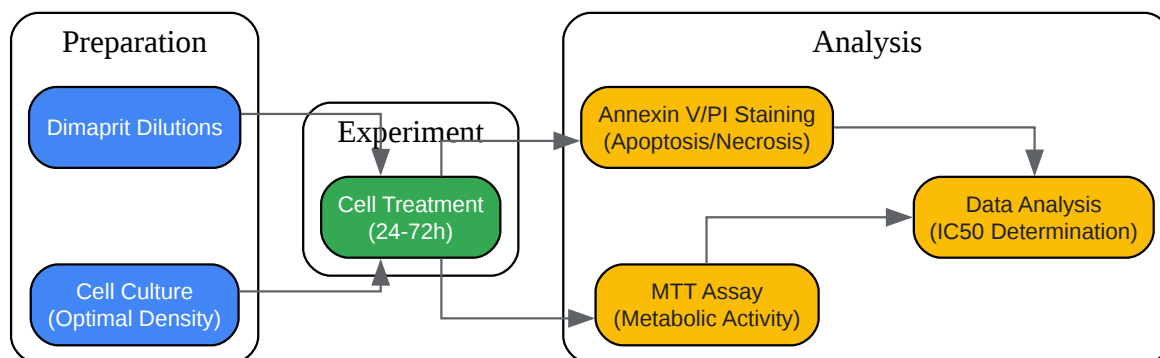 Preparation
Dimaprit Dilutions
Cell Culture
(Optimal Density)
Experiment
Cell Treatment
(24-72h)
Analysis
Annexin V/PI Staining
(Apoptosis/Necrosis)
MTT Assay
(Metabolic Activity)
Data Analysis
(IC50 Determination)